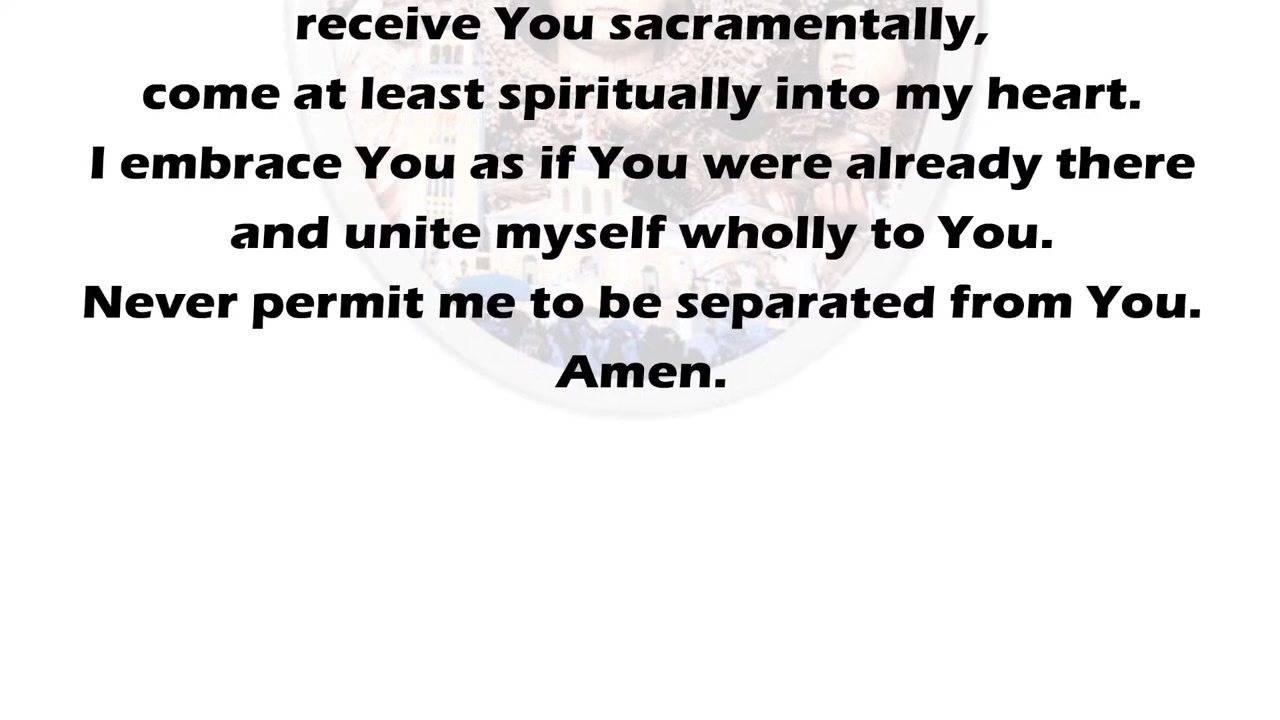 receive You sacramentally,
come at least spiritually into my heart.
I embrace You as if You were already there
and unite myself wholly to You.
Never permit me to be separated from You.
Amen.